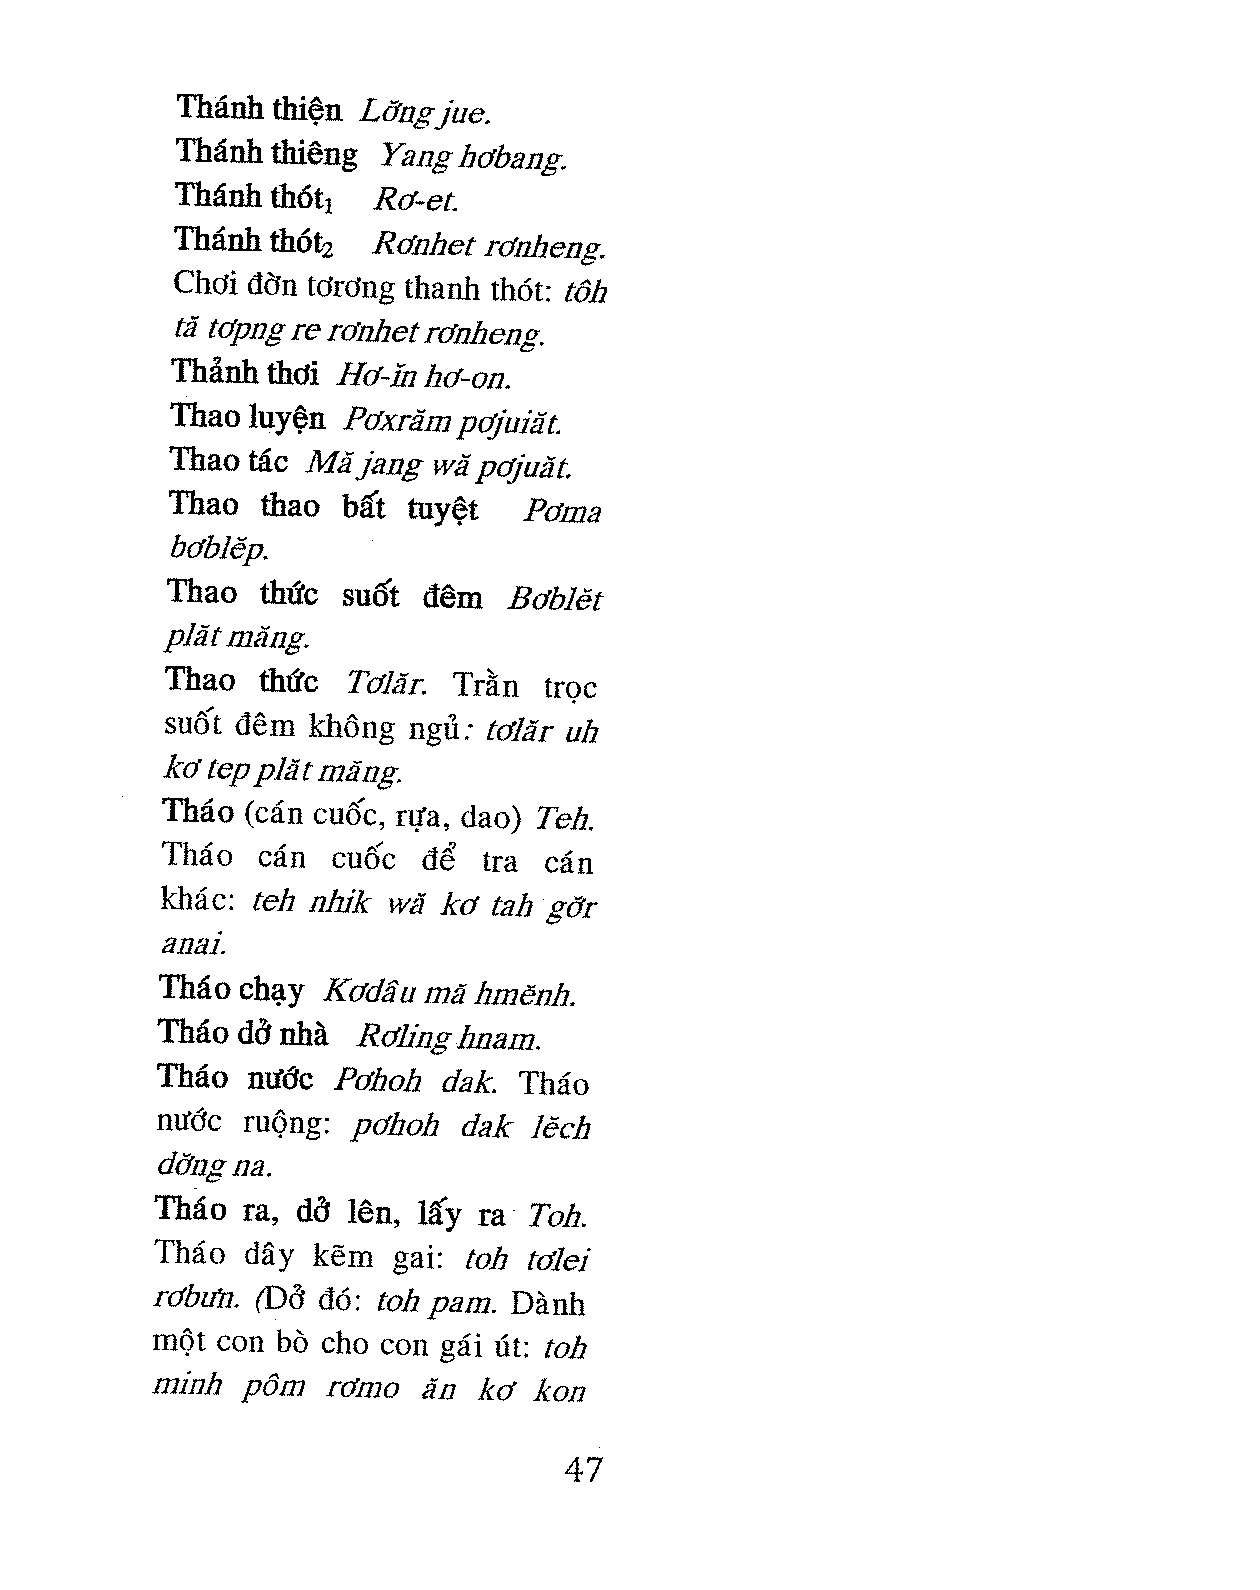 Thánh thiện Lơ̆ng jue.
Thánh thiêng Yang hơbang.
Thánh thót₁ Rơ-et.
Thánh thót₂ Rơnhet rơnheng.
Chơi đờn tơrơng thanh thót: tôh
tă tơpng re rơnhet rơnheng.
Thảnh thơi Hơ-ĭn hơ-on.
Thao luyện Pơxrăm pơjuiăt.
Thao tác Mă jang wă pơjuăt.
Thao thao bất tuyệt Pơma
bơblĕp.
Thao thức suốt đêm Bơblĕt
plăt măng.
Thao thức Tơlăr. Trằn trọc
suốt đêm không ngủ: tơlăr uh
kơ tep plăt măng.
Tháo (cán cuốc, rựa, dao) Teh.
Tháo cán cuốc để tra cán
khác: teh nhik wă kơ tah gơ̆r
anai.
Tháo chạy Kơdâu mă hmĕnh.
Tháo dở nhà Rơling hnam.
Tháo nước Pơhoh dak. Tháo
nước ruộng: pơhoh dak lĕch
dơ̆ng na.
Tháo ra, dở lên, lấy ra Toh.
Tháo dây kẽm gai: toh tơlei
rơbưn. (Dở đó: toh pam. Dành
một con bò cho con gái út: toh
minh pôm rơmo ăn kơ kon
47